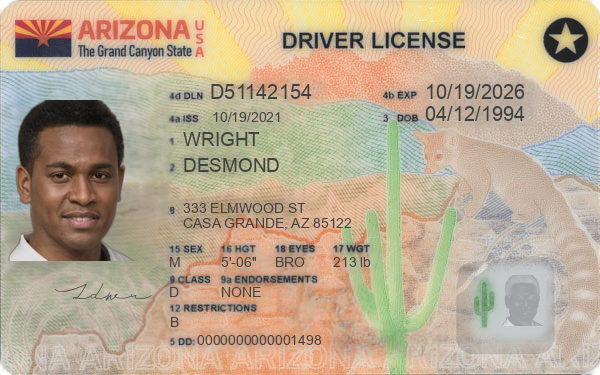 ARIZONA USA
The Grand Canyon State
DRIVER LICENSE
4d DLN D51142154
4b EXP 10/19/2026
4a ISS 10/19/2021
3 DOB 04/12/1994
1 WRIGHT
2 DESMOND
8 333 ELMWOOD ST
CASA GRANDE, AZ 85122
15 SEX 16 HGT 18 EYES 17 WGT
M 5'-06" BRO 213 lb
9 CLASS 9a ENDORSEMENTS
D NONE
12 RESTRICTIONS
B
5 DD: 0000000000001498
ONA ARIZONA ARIZONA ARIZONA ARIZONA